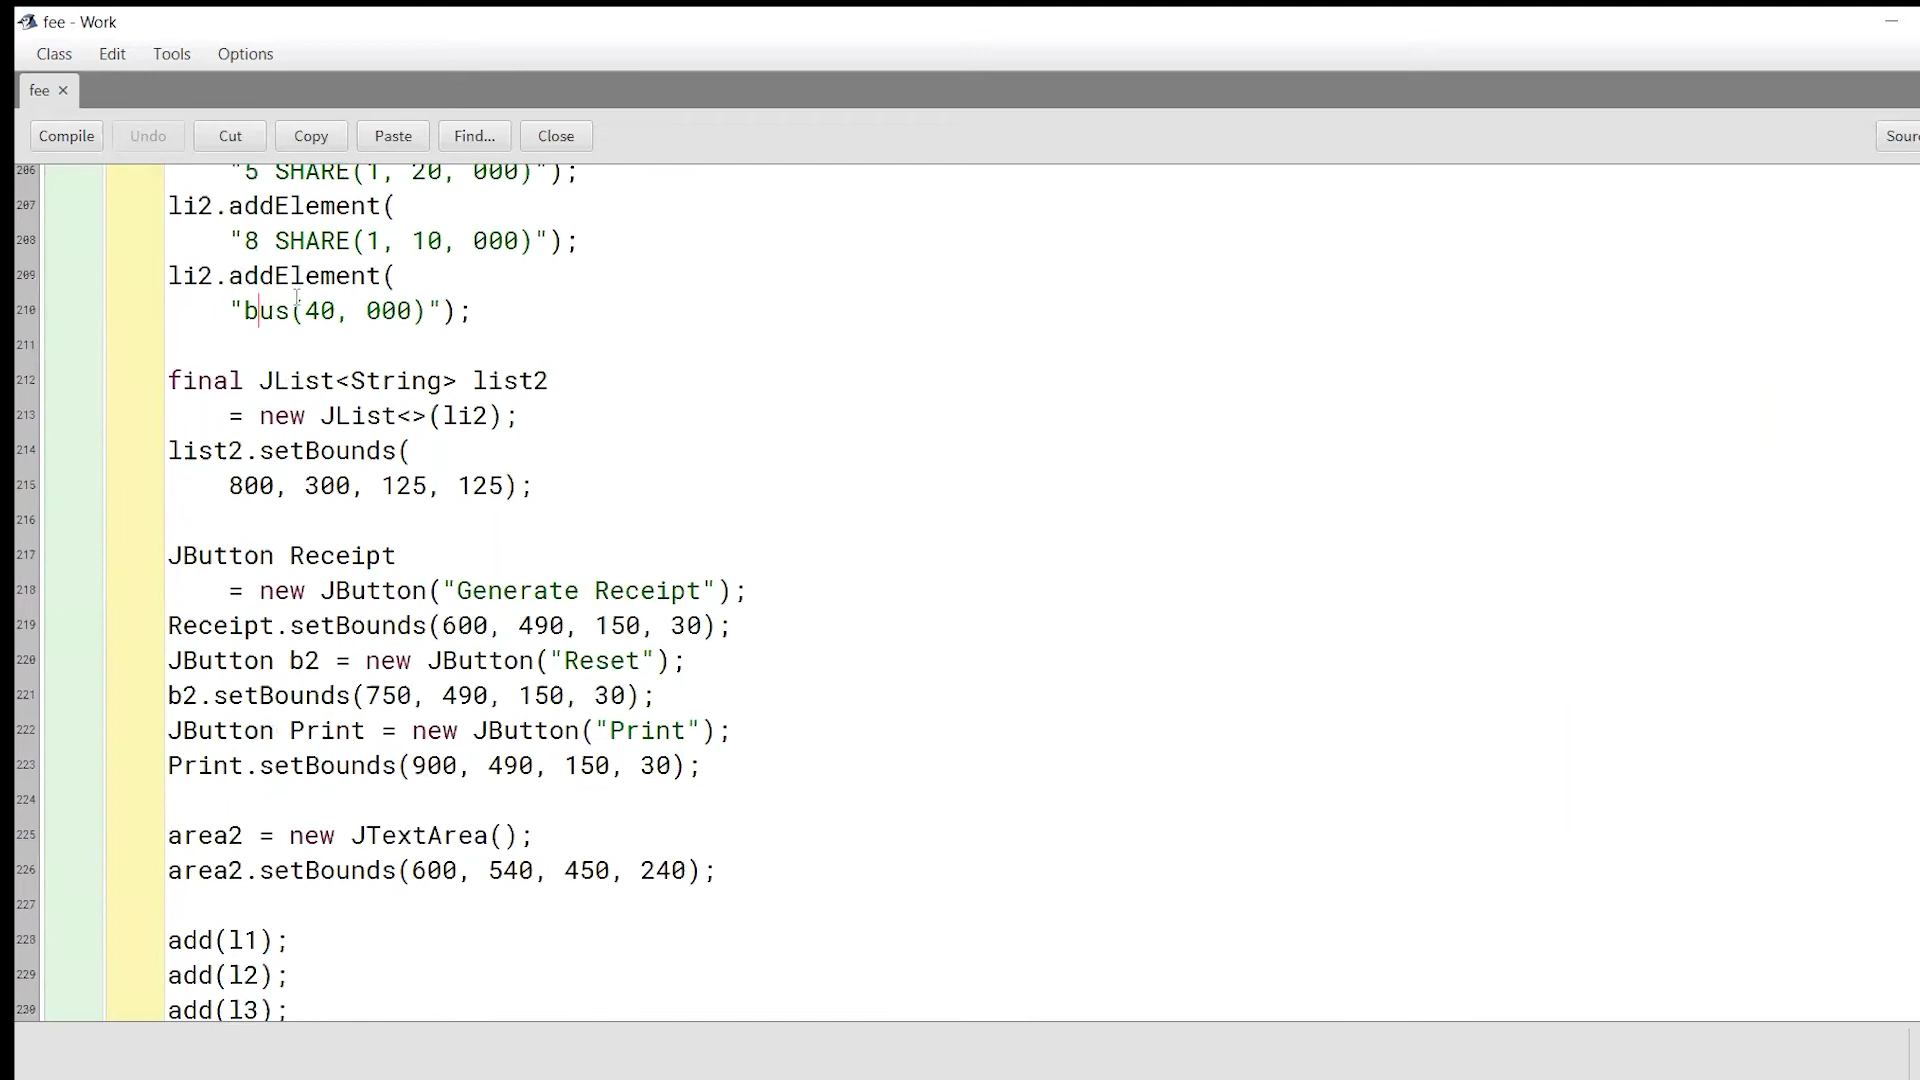 fee - Work
Class Edit Tools Options
fee ×
Compile Undo Cut Copy Paste Find... Close
206 "5 SHARE(1, 20, 000)");
207 li2.addElement(
208 "8 SHARE(1, 10, 000)");
209 li2.addElement(
210 "bus(40, 000)");
211
212 final JList<String> list2
213 = new JList<>(li2);
214 list2.setBounds(
215 800, 300, 125, 125);
216
217 JButton Receipt
218 = new JButton("Generate Receipt");
219 Receipt.setBounds(600, 490, 150, 30);
220 JButton b2 = new JButton("Reset");
221 b2.setBounds(750, 490, 150, 30);
222 JButton Print = new JButton("Print");
223 Print.setBounds(900, 490, 150, 30);
224
225 area2 = new JTextArea();
226 area2.setBounds(600, 540, 450, 240);
227
228 add(l1);
229 add(l2);
230 add(l3);